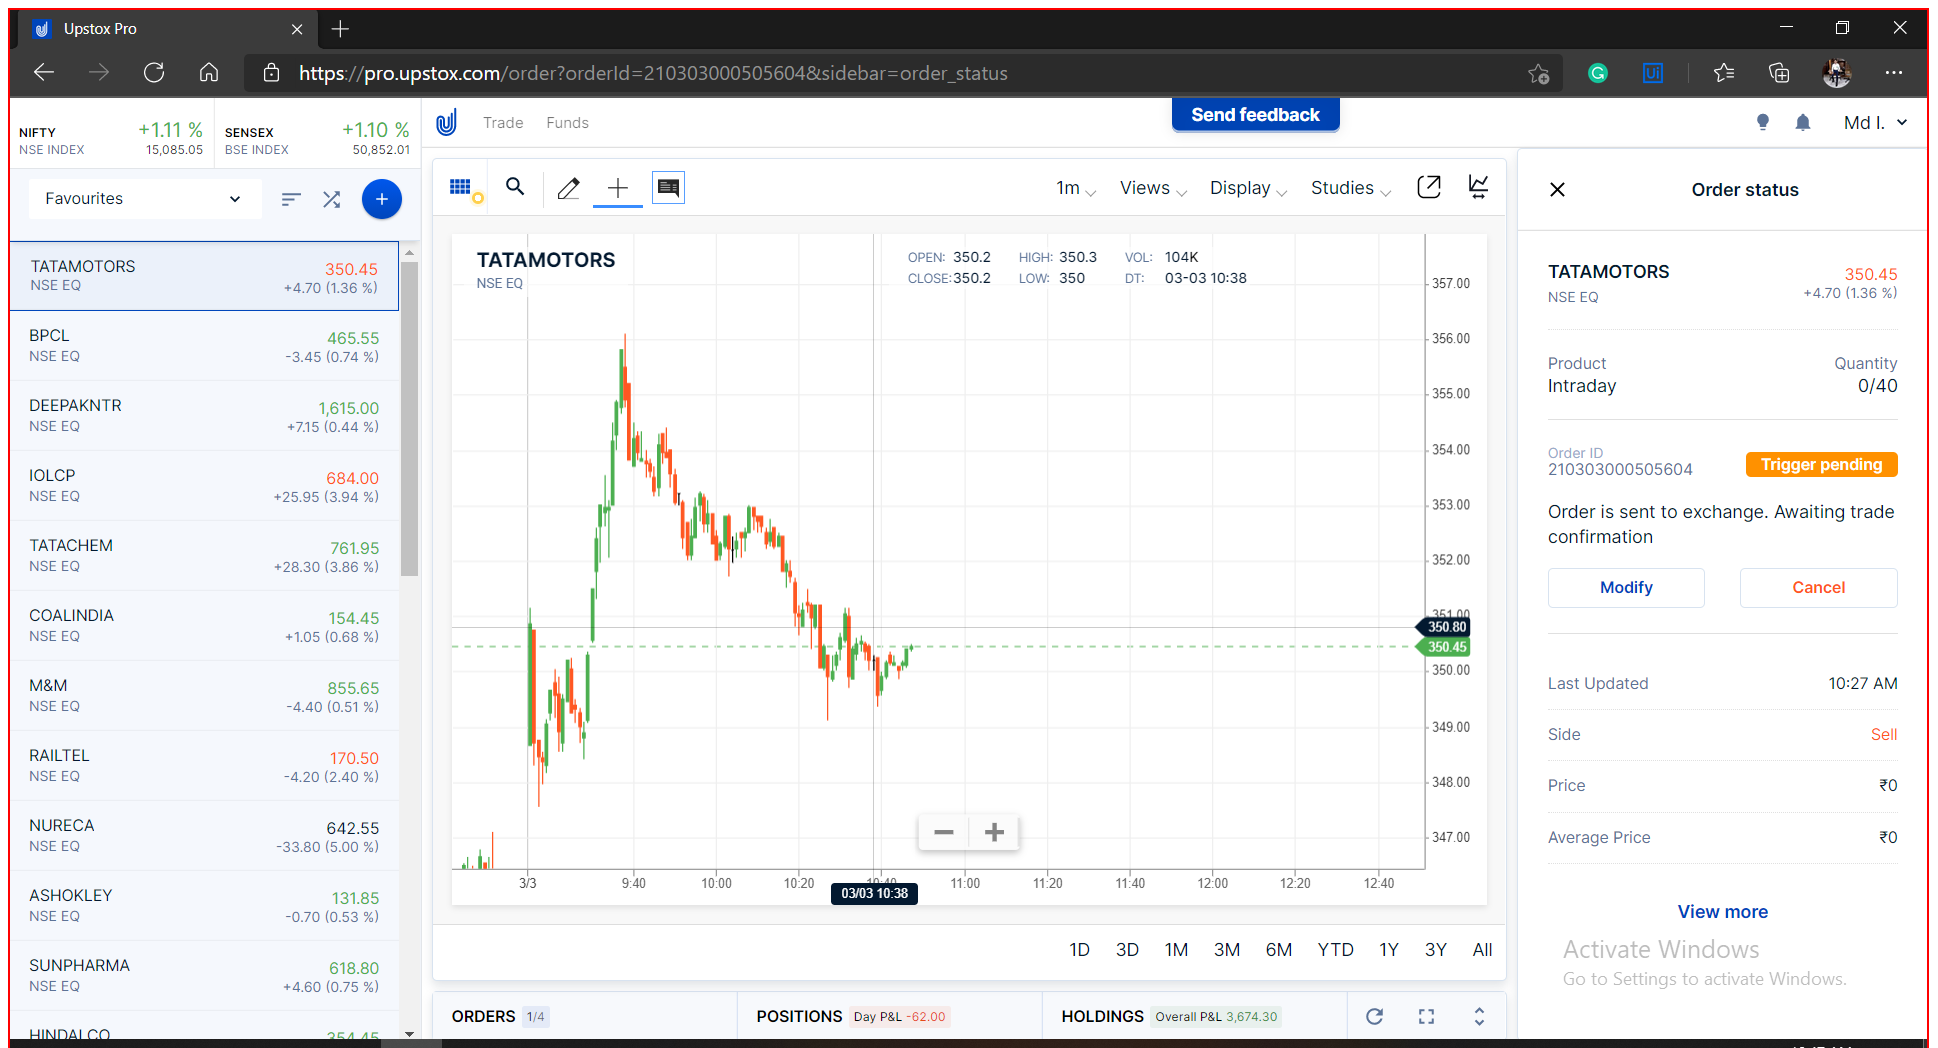 Upstox Pro
https://pro.upstox.com/order?orderId=210303000505604&sidebar=order_status
NIFTY +1.11 %
NSE INDEX 15,085.05
SENSEX +1.10 %
BSE INDEX 50,852.01
Trade Funds
Send feedback
Md I.
Favourites
TATAMOTORS 350.45
NSE EQ +4.70 (1.36 %)
BPCL 465.55
NSE EQ -3.45 (0.74 %)
DEEPAKNTR 1,615.00
NSE EQ +7.15 (0.44 %)
IOLCP 684.00
NSE EQ +25.95 (3.94 %)
TATACHEM 761.95
NSE EQ +28.30 (3.86 %)
COALINDIA 154.45
NSE EQ +1.05 (0.68 %)
M&M 855.65
NSE EQ -4.40 (0.51 %)
RAILTEL 170.50
NSE EQ -4.20 (2.40 %)
NURECA 642.55
NSE EQ -33.80 (5.00 %)
ASHOKLEY 131.85
NSE EQ -0.70 (0.53 %)
SUNPHARMA 618.80
NSE EQ +4.60 (0.75 %)
HINDALCO 354.45
1m Views Display Studies
TATAMOTORS
NSE EQ
OPEN: 350.2 HIGH: 350.3 VOL: 104K
CLOSE: 350.2 LOW: 350 DT: 03-03 10:38
357.00
356.00
355.00
354.00
353.00
352.00
351.00
350.80
350.45
350.00
349.00
348.00
347.00
3/3 9:40 10:00 10:20 10:40 11:00 11:20 11:40 12:00 12:20 12:40
03/03 10:38
1D 3D 1M 3M 6M YTD 1Y 3Y All
ORDERS 1/4
POSITIONS Day P&L -62.00
HOLDINGS Overall P&L 3,674.30
Order status
TATAMOTORS 350.45
NSE EQ +4.70 (1.36 %)
Product Quantity
Intraday 0/40
Order ID
210303000505604
Trigger pending
Order is sent to exchange. Awaiting trade
confirmation
Modify Cancel
Last Updated 10:27 AM
Side Sell
Price ₹0
Average Price ₹0
View more
Activate Windows
Go to Settings to activate Windows.